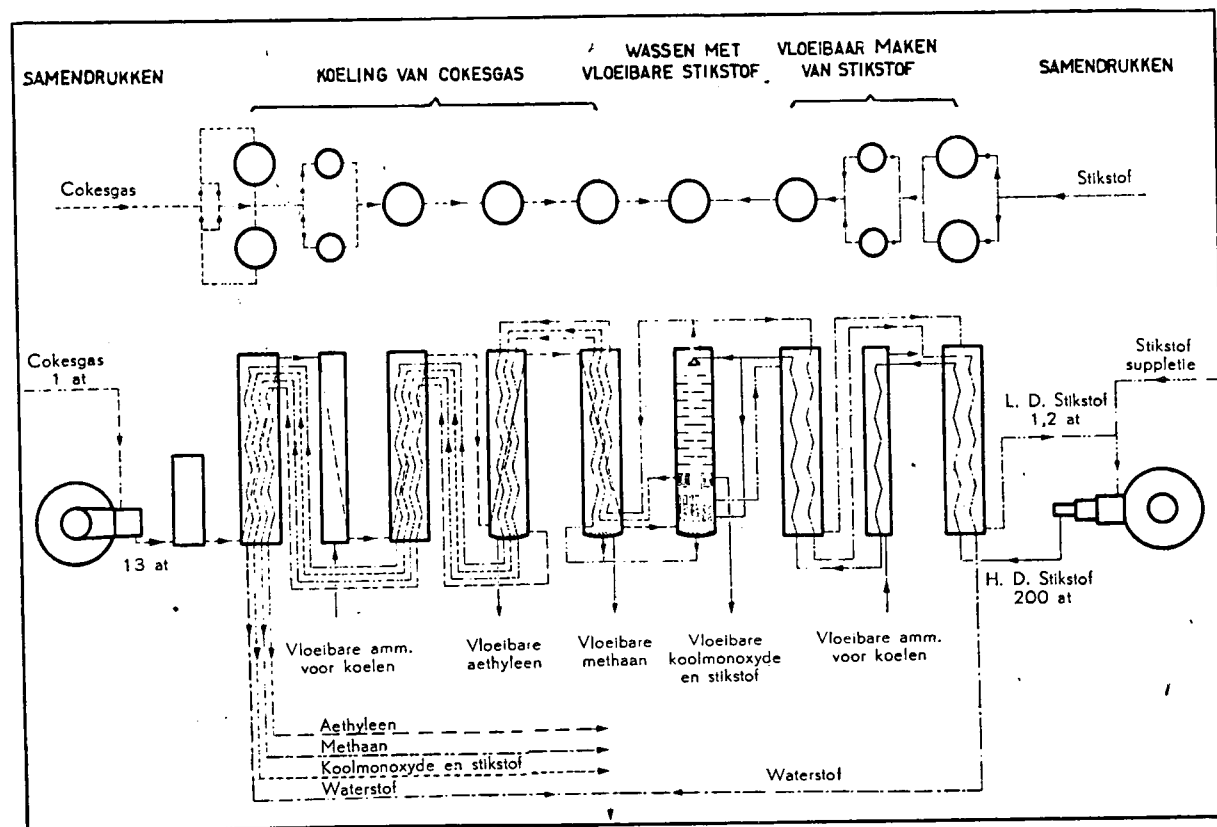 SAMENDRUKKEN
KOELING VAN COKESGAS
WASSEN MET
VLOEIBARE STIKSTOF
VLOEIBAAR MAKEN
VAN STIKSTOF
SAMENDRUKKEN
Cokesgas
Stikstof
Cokesgas
1 at
13 at
Stikstof
suppletie
L. D. Stikstof
1,2 at
H. D. Stikstof
200 at
Vloeibare amm.
voor koelen
Vloeibare
aethyleen
Vloeibare
methaan
Vloeibare
koolmonoxyde
en stikstof
Vloeibare amm.
voor koelen
Aethyleen
Methaan
Koolmonoxyde en stikstof
Waterstof
Waterstof